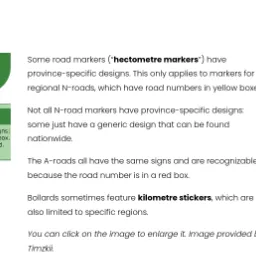 Some road markers ("hectometre markers") have
province-specific designs. This only applies to markers for
regional N-roads, which have road numbers in yellow boxe
Not all N-road markers have province-specific designs:
some just have a generic design that can be found
nationwide.
The A-roads all have the same signs and are recognizable
because the road number is in a red box.
Bollards sometimes feature kilometre stickers, which are
also limited to specific regions.
You can click on the image to enlarge it. Image provided b
Timzkii.